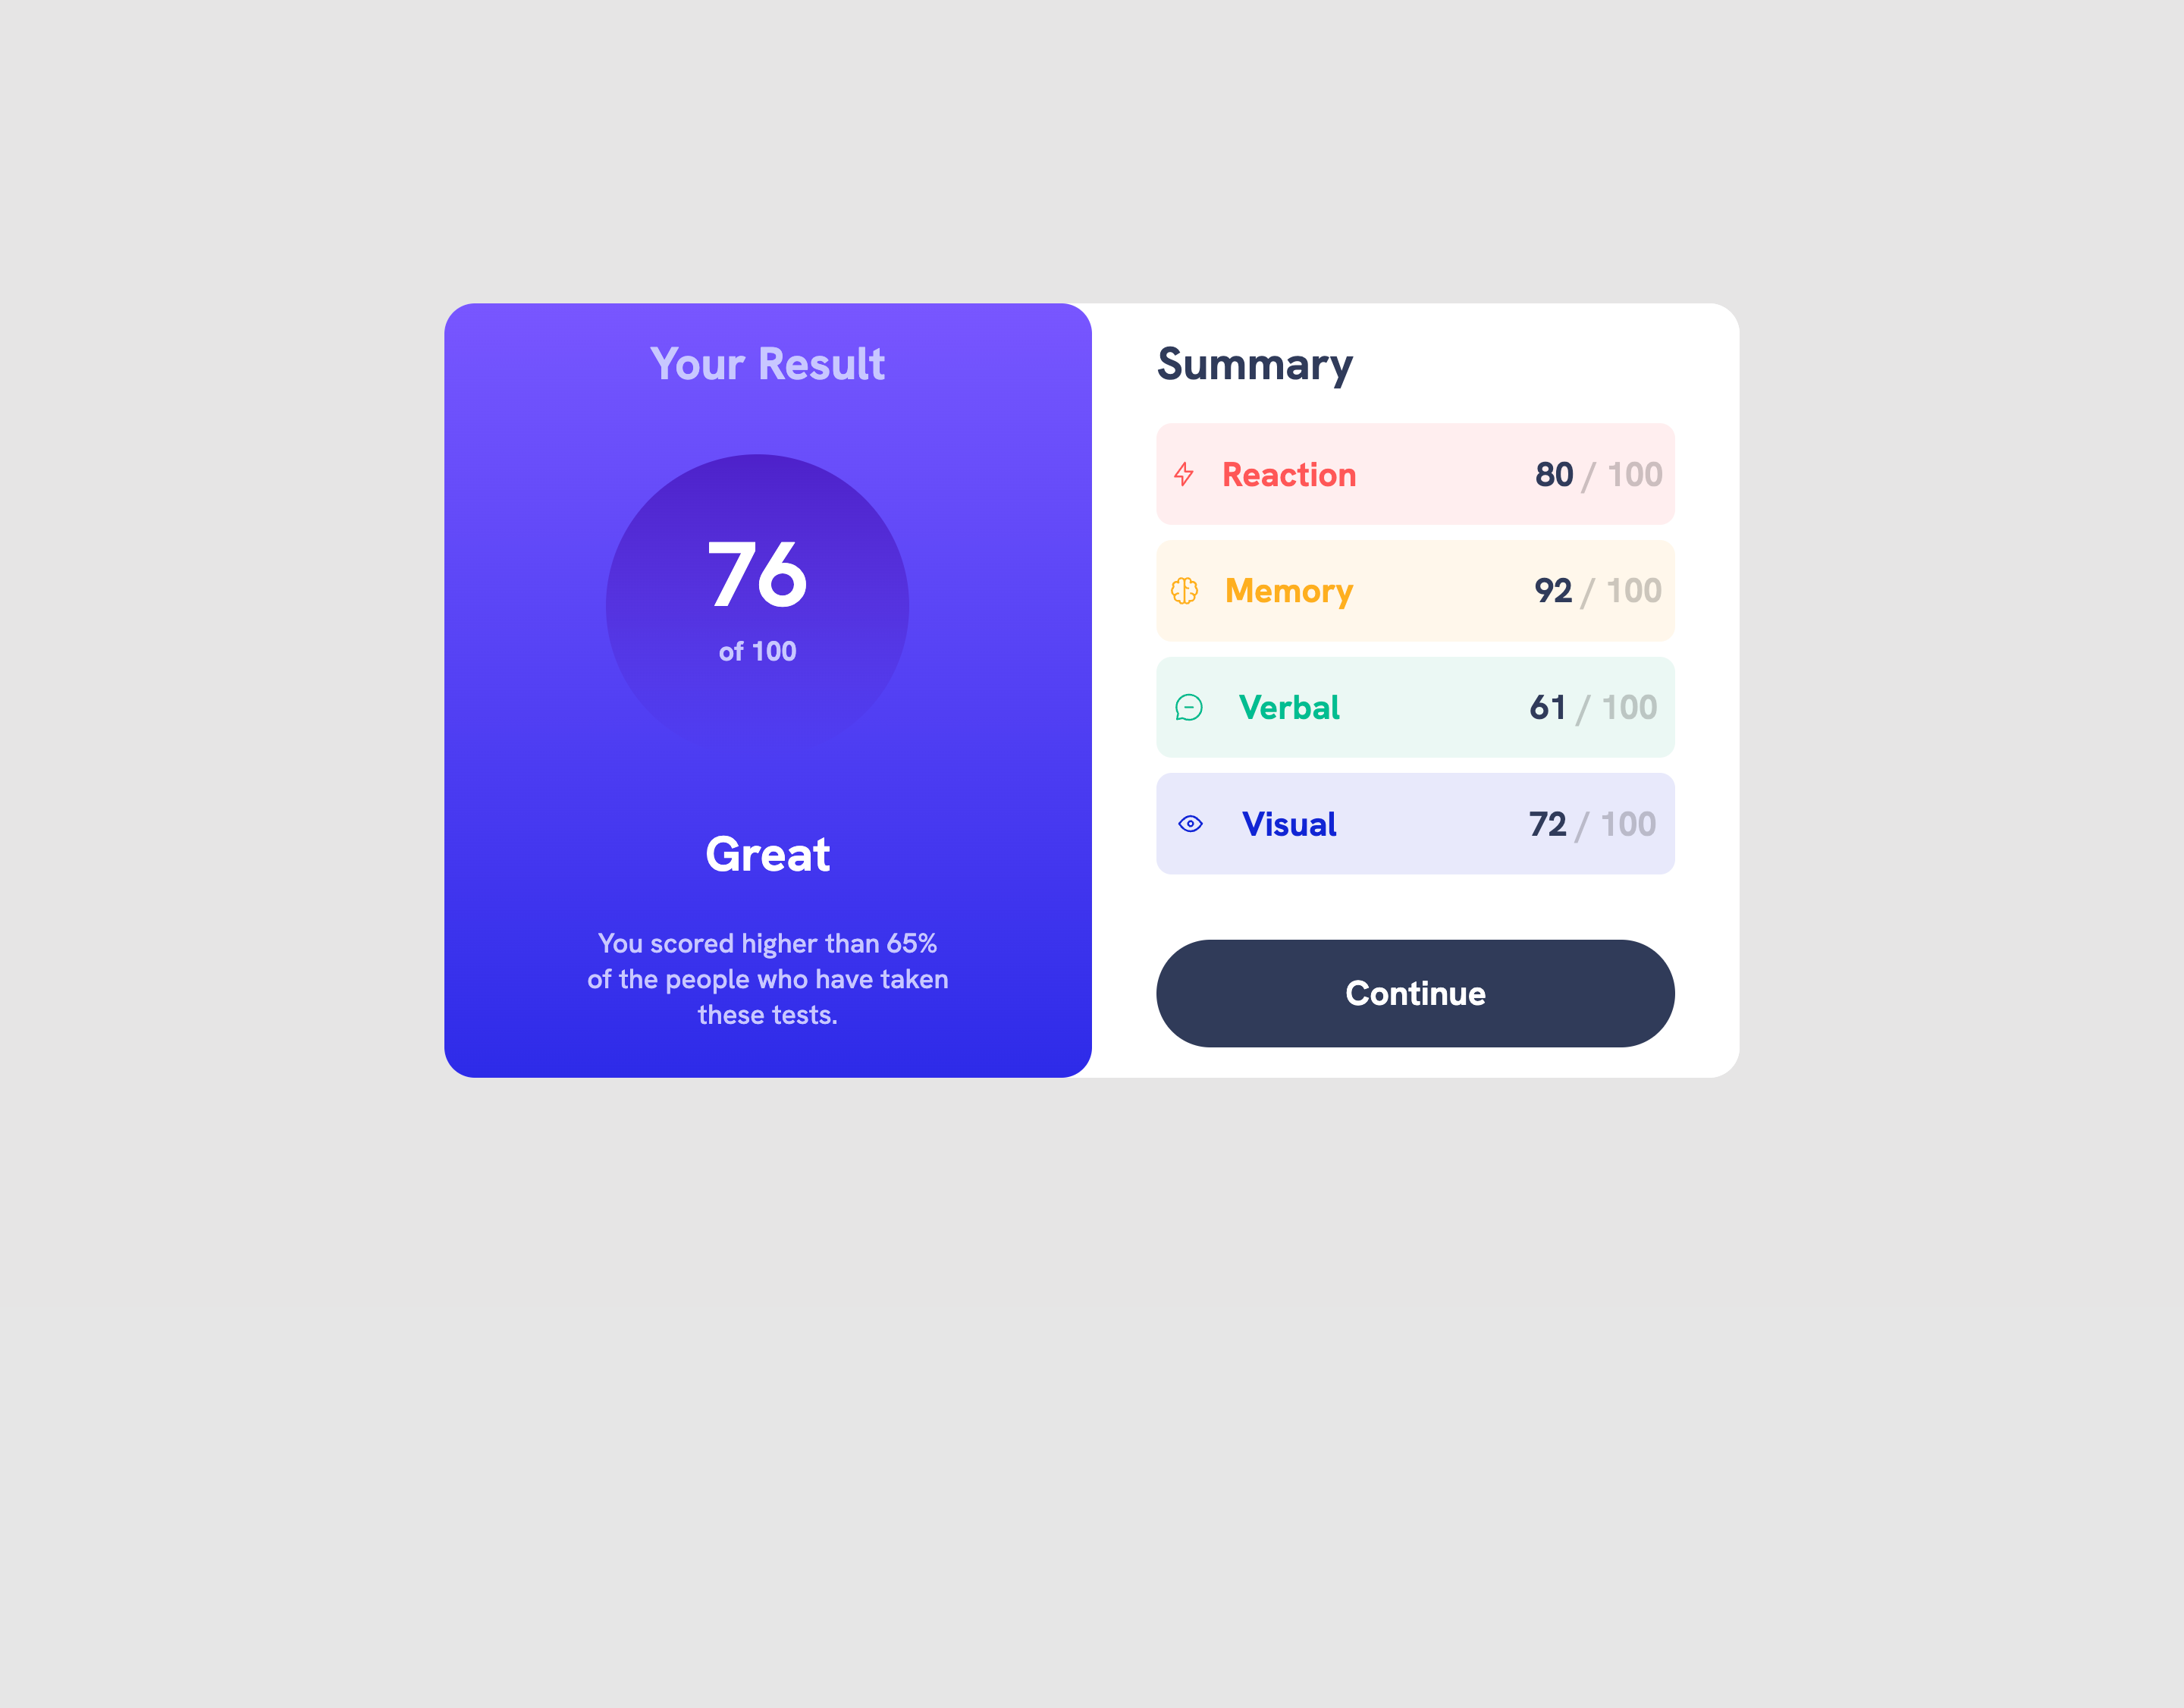 Your Result
76
of 100
Great
You scored higher than 65%
of the people who have taken
these tests.
Summary
Reaction 80 / 100
Memory 92 / 100
Verbal 61 / 100
Visual 72 / 100
Continue